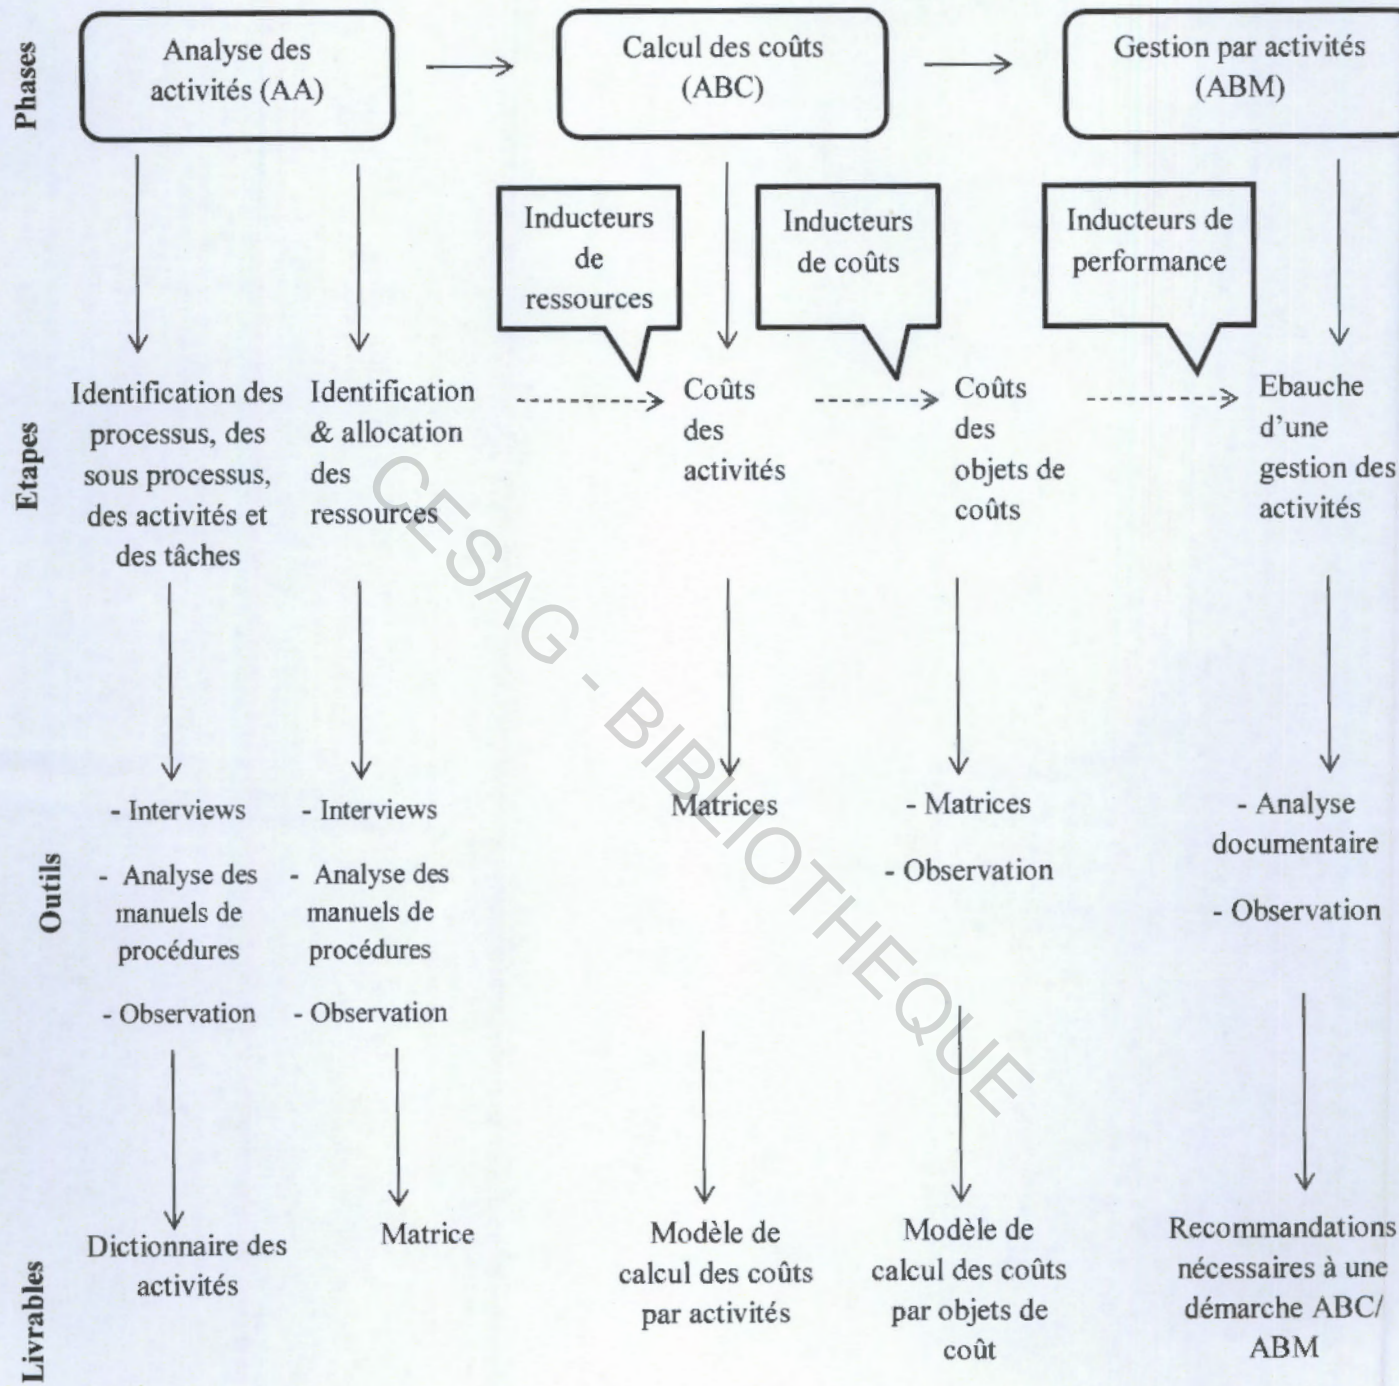 Phases
Analyse des
activités (AA)
Calcul des coûts
(ABC)
Gestion par activités
(ABM)
Inducteurs
de
ressources
Inducteurs
de coûts
Inducteurs de
performance
Etapes
Identification des
processus, des
sous processus,
des activités et
des tâches
Identification
& allocation
des
ressources
Coûts
des
activités
Coûts
des
objets de
coûts
Ebauche
d'une
gestion des
activités
CESAG - BIBLIOTHEQUE
Outils
- Interviews
- Analyse des
manuels de
procédures
- Observation
- Interviews
- Analyse des
manuels de
procédures
- Observation
Matrices
- Matrices
- Observation
- Analyse
documentaire
- Observation
Livrables
Dictionnaire des
activités
Matrice
Modèle de
calcul des coûts
par activités
Modèle de
calcul des coûts
par objets de
coût
Recommandations
nécessaires à une
démarche ABC/
ABM